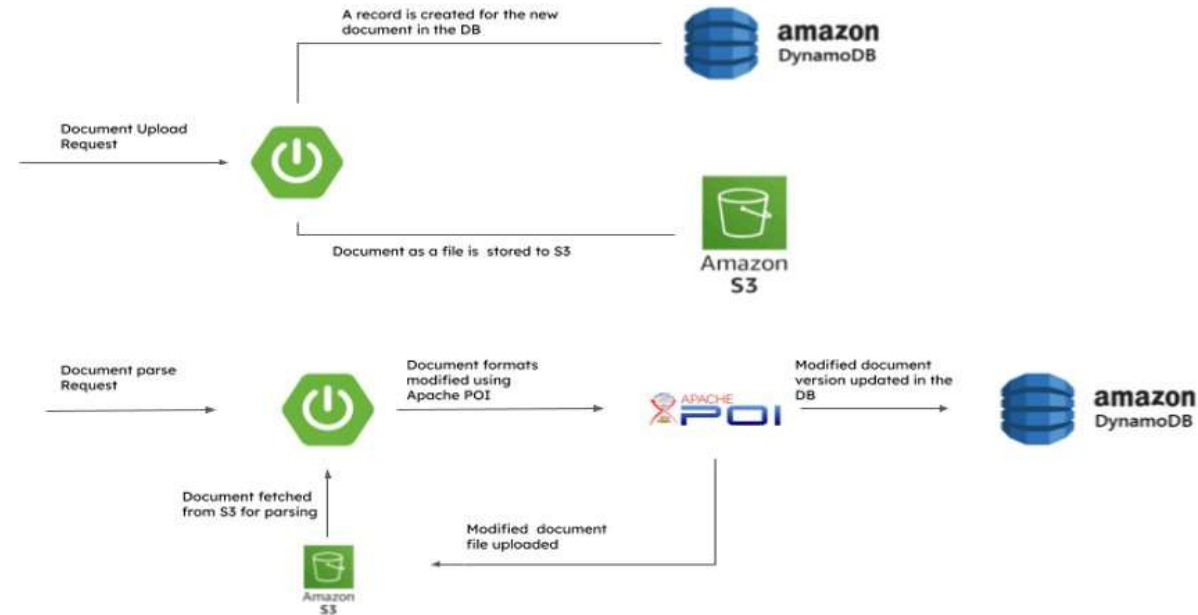 A record is created for the new
document in the DB
amazon
DynamoDB
Document Upload
Request
Document as a file is  stored to S3
Amazon
S3
Document parse
Request
Document formats
modified using
Apache POI
APACHE
POI
Modified document
version updated in the
DB
amazon
DynamoDB
Document fetched
from S3 for parsing
Modified  document
file uploaded
Amazon
S3